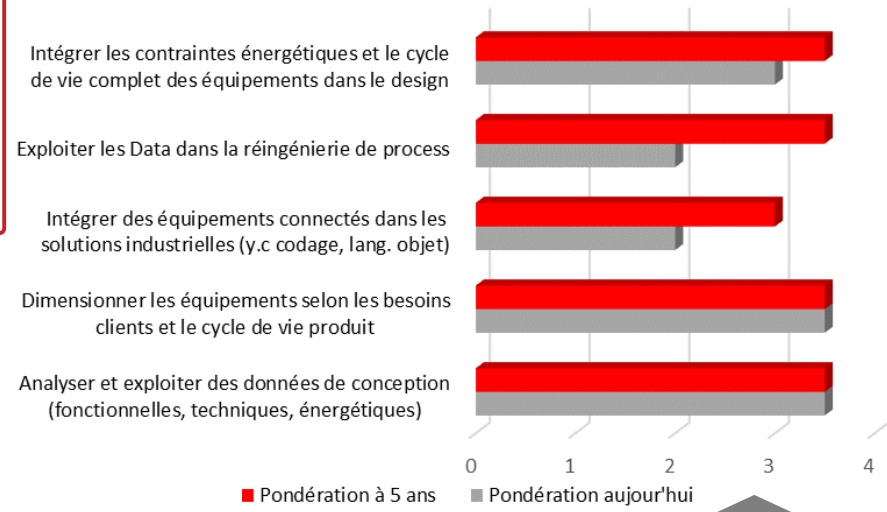 Intégrer les contraintes énergétiques et le cycle
de vie complet des équipements dans le design
Exploiter les Data dans la réingénierie de process
Intégrer des équipements connectés dans les
solutions industrielles (y.c codage, lang. objet)
Dimensionner les équipements selon les besoins
clients et le cycle de vie produit
Analyser et exploiter des données de conception
(fonctionnelles, techniques, énergétiques)
0 1 2 3 4
Pondération à 5 ans Pondération aujourd'hui